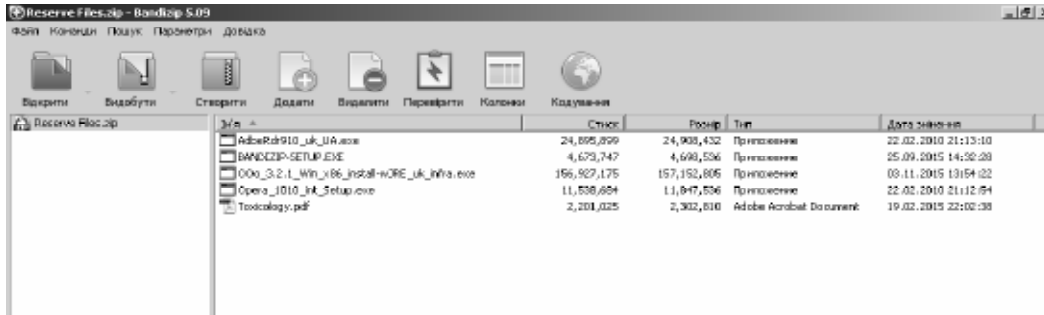 Reserve Files.zip - Bandizip 5.09
Файл Команди Пошук Параметри Довідка
Відкрити Видобути Створити Додати Видалити Перевірити Колонки Кодування
Reserve Files.zip
Ім'я Стиск Розмір Тип Дата змінення
AdbeRdr910_uk_UA.exe 24,895,899 24,908,432 Приложение 22.02.2010 21:13:10
BANDIZIP-SETUP.EXE 4,673,747 4,698,536 Приложение 25.09.2015 14:32:28
OOo_3.2.1_Win_x86_install-wJRE_uk_infra.exe 156,927,175 157,152,805 Приложение 03.11.2015 13:54:22
Opera_1010_int_Setup.exe 11,538,684 11,847,536 Приложение 22.02.2010 21:12:54
Toxicology.pdf 2,201,025 2,302,810 Adobe Acrobat Document 19.02.2015 22:02:38